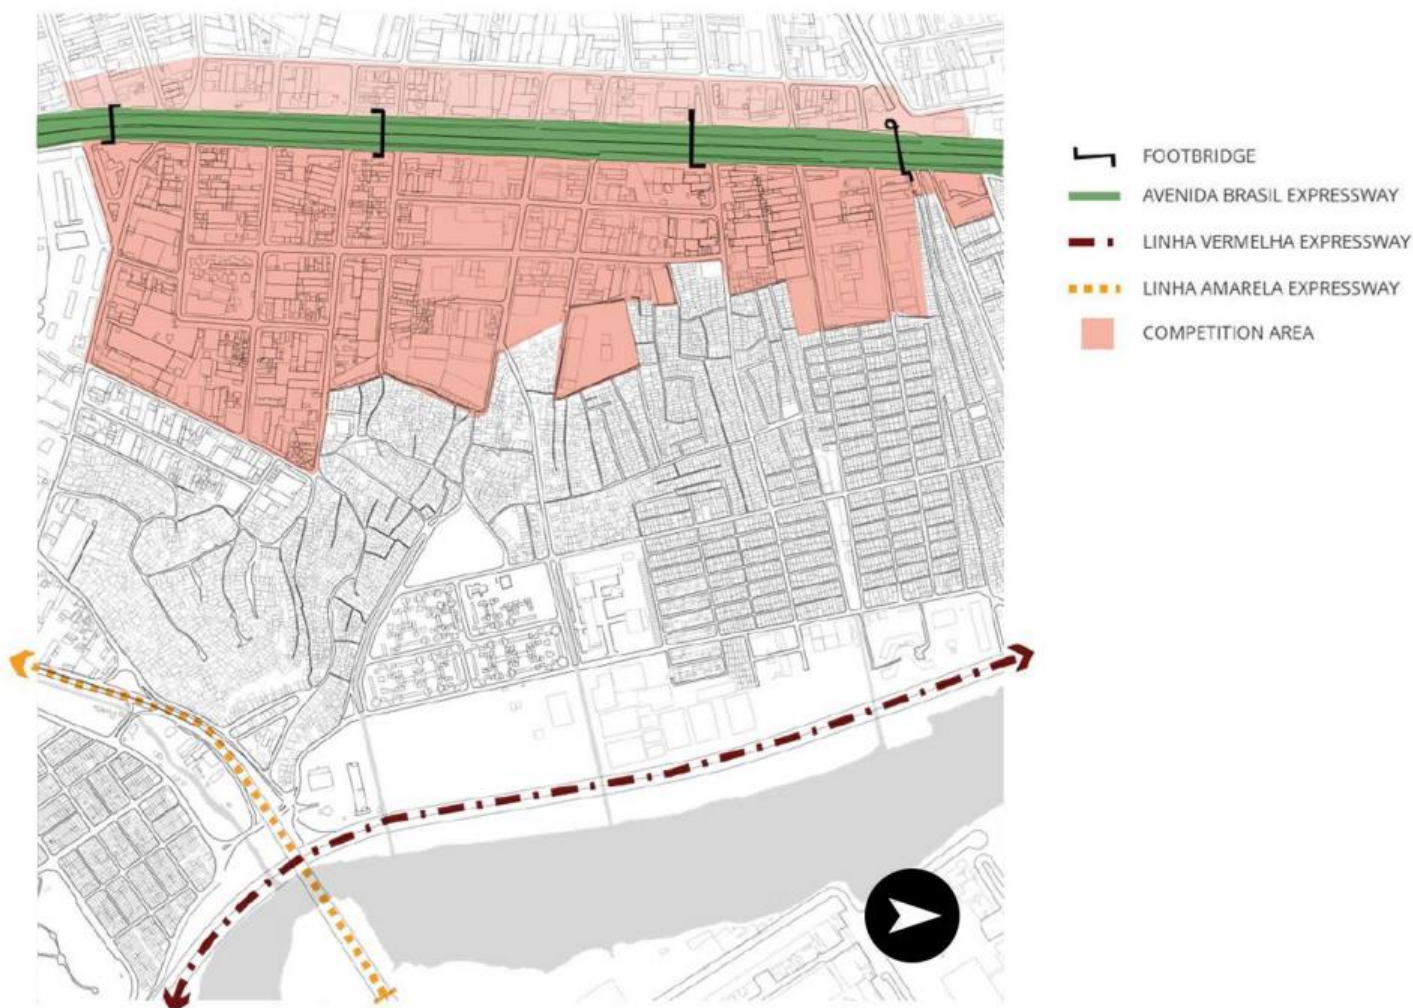 FOOTBRIDGE
AVENIDA BRASIL EXPRESSWAY
LINHA VERMELHA EXPRESSWAY
LINHA AMARELA EXPRESSWAY
COMPETITION AREA